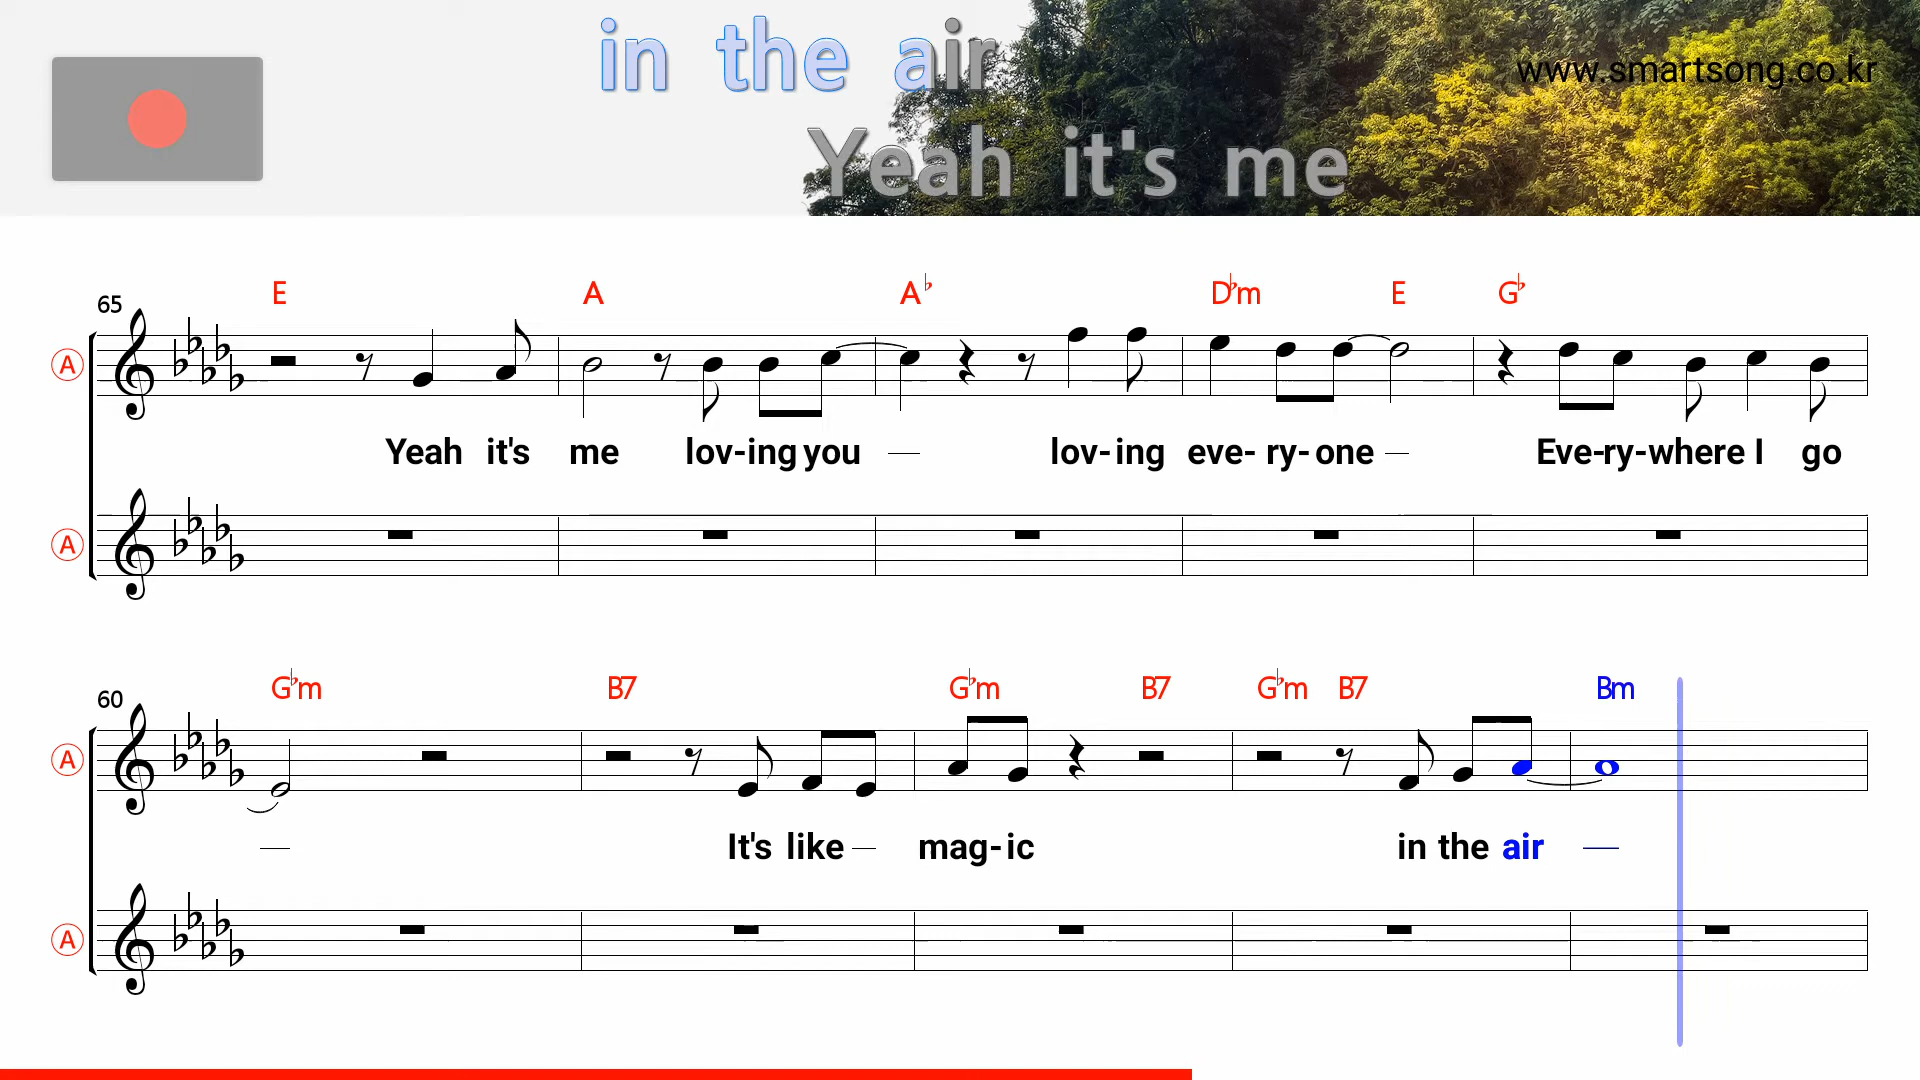 in the air
www.smartsong.co.kr
Yeah it's me
E A A♭ D♭m E G♭
65
A
Yeah it's me lov-ing you — lov-ing eve-ry-one — Eve-ry-where I go
A
G♭m B7 G♭m B7 G♭m B7 Bm
60
A
— It's like — mag-ic in the air —
A